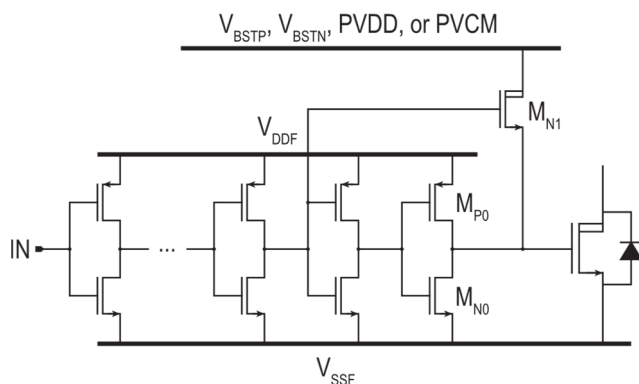 V_BSTP, V_BSTN, PVDD, or PVCM
M_N1
V_DDF
M_P0
IN
...
M_N0
V_SSF